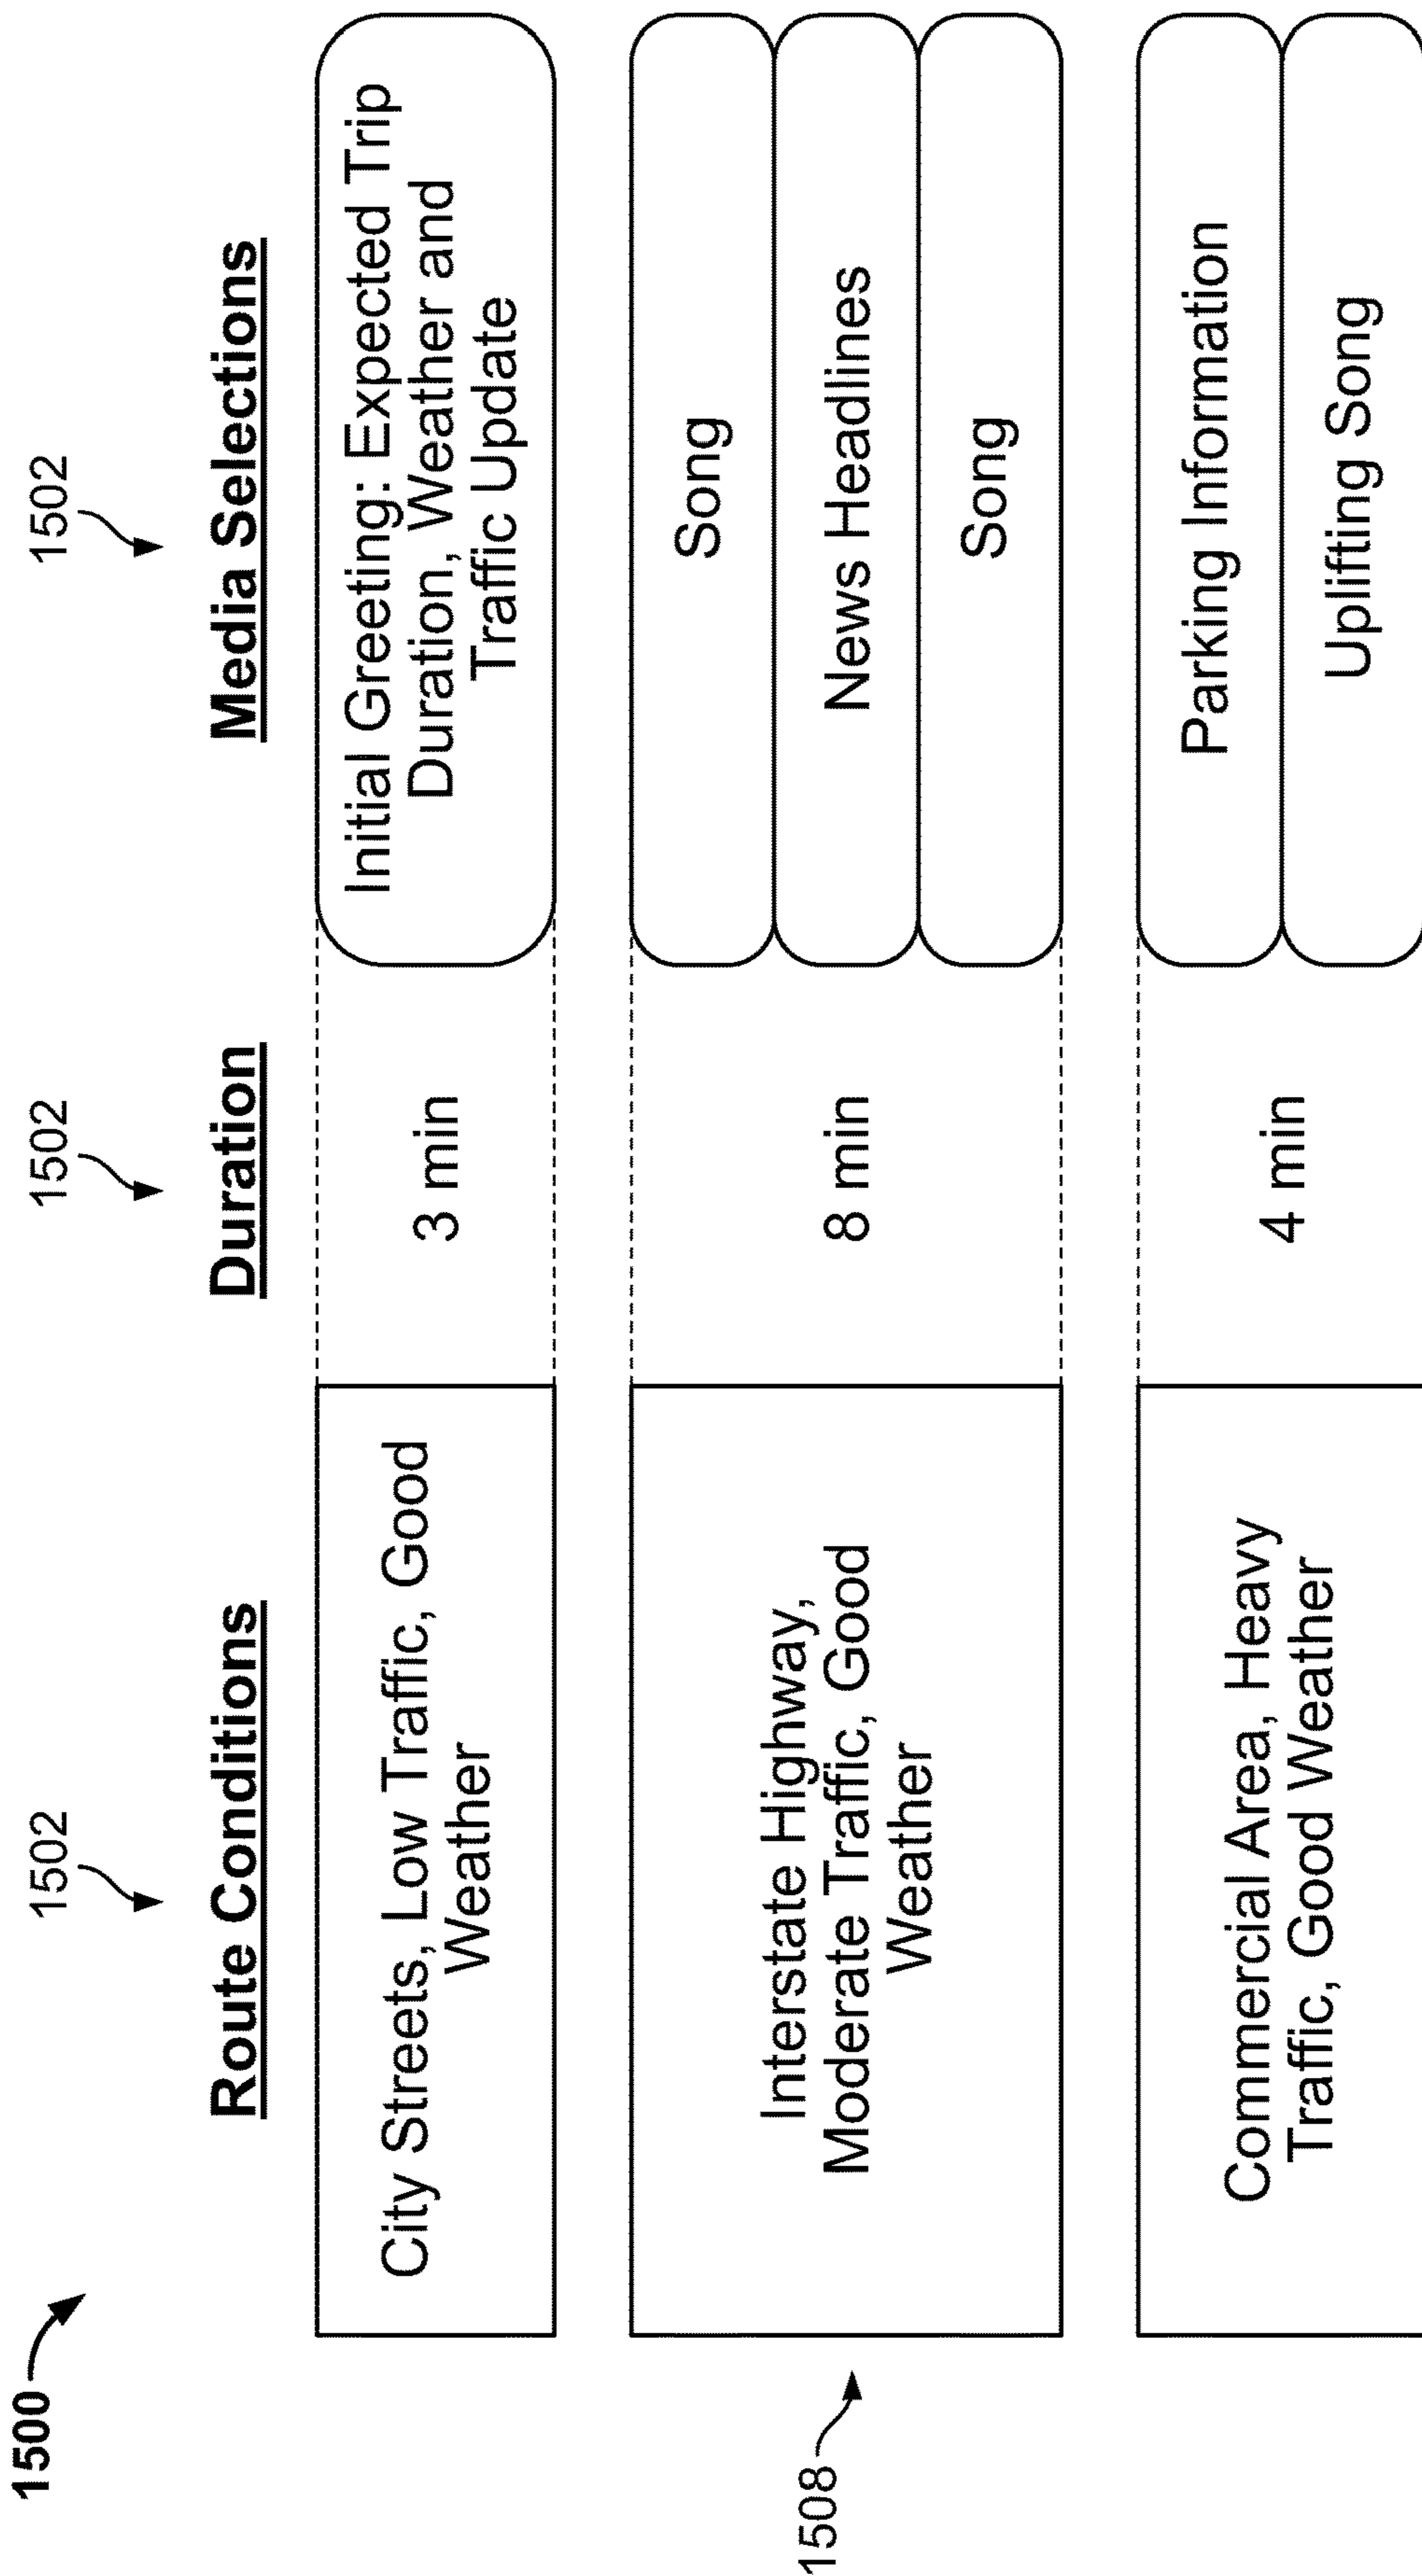 1500
1502
1502
1502
Route Conditions
Duration
Media Selections
City Streets, Low Traffic, Good
Weather
3 min
Initial Greeting: Expected Trip
Duration, Weather and
Traffic Update
1508
Interstate Highway,
Moderate Traffic, Good
Weather
8 min
Song
News Headlines
Song
Commercial Area, Heavy
Traffic, Good Weather
4 min
Parking Information
Uplifting Song